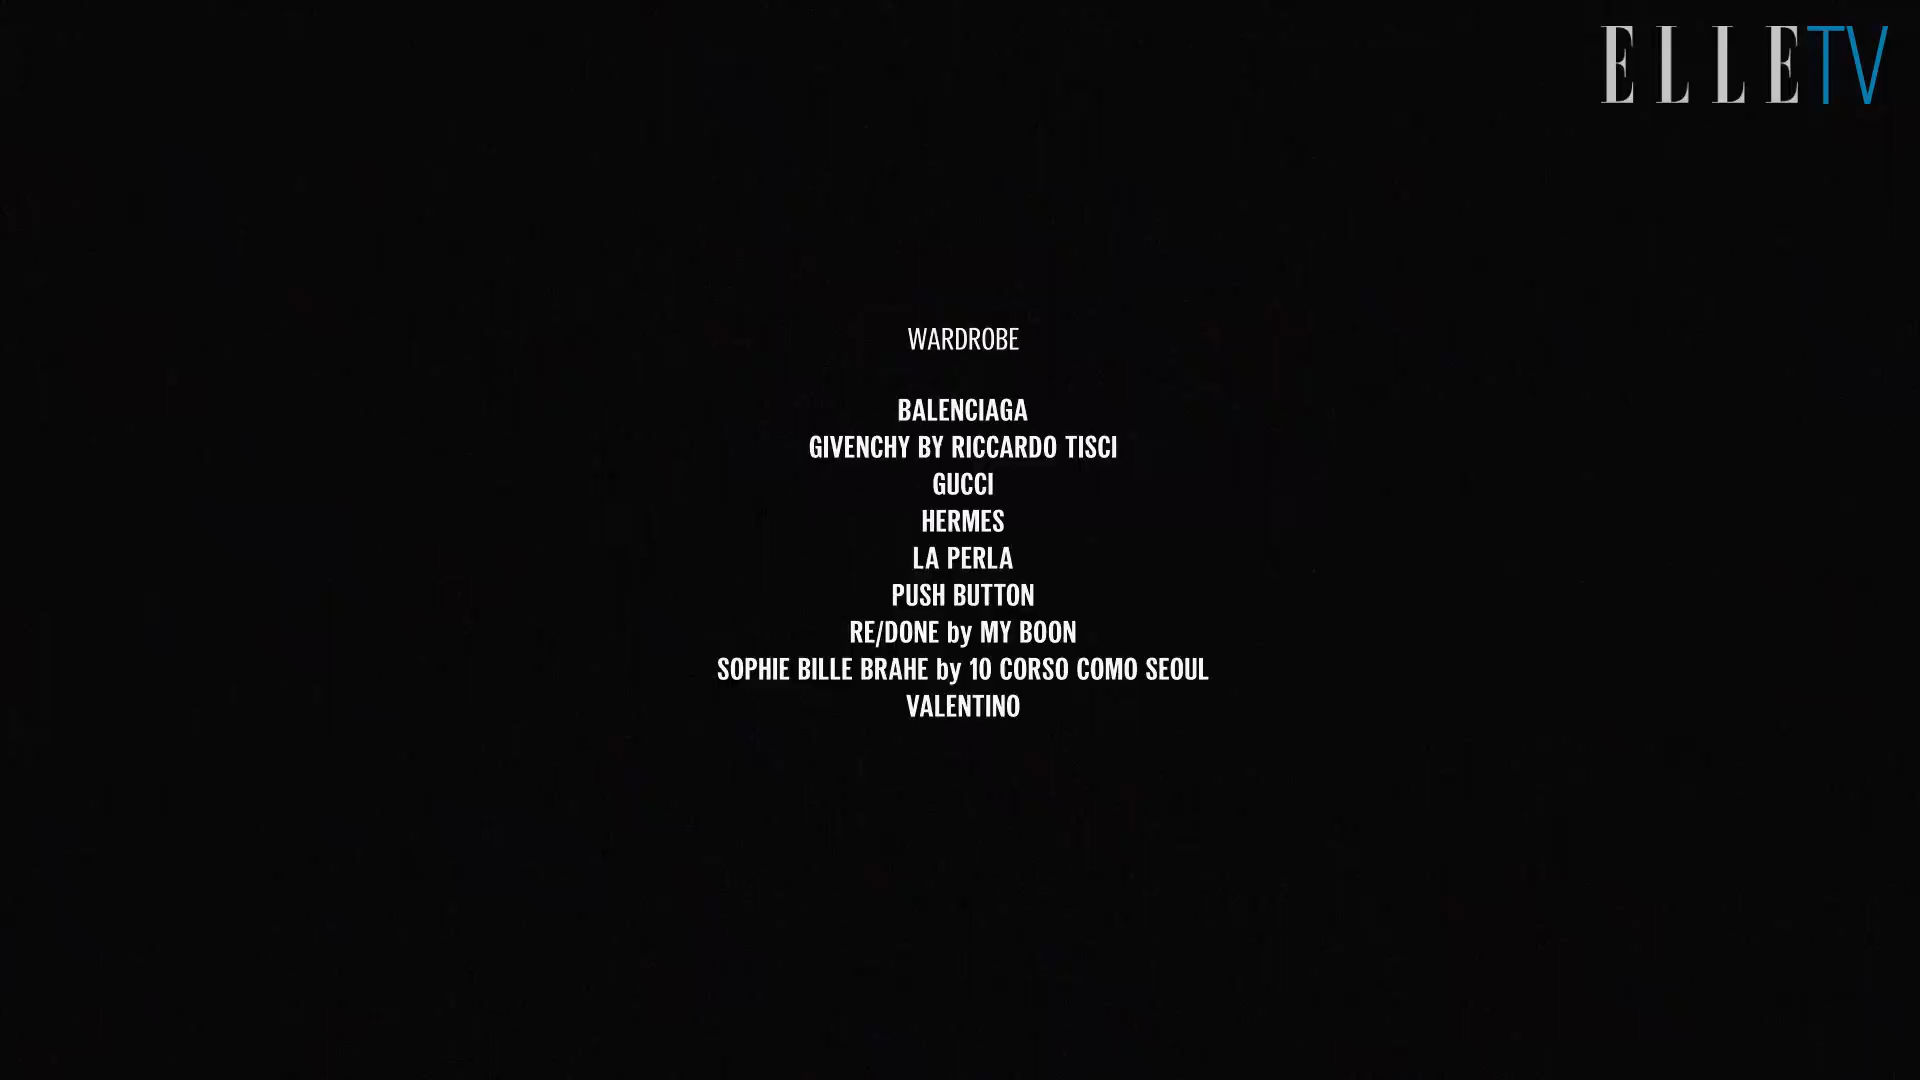 ELLETV
WARDROBE
BALENCIAGA
GIVENCHY BY RICCARDO TISCI
GUCCI
HERMES
LA PERLA
PUSH BUTTON
RE/DONE by MY BOON
SOPHIE BILLE BRAHE by 10 CORSO COMO SEOUL
VALENTINO